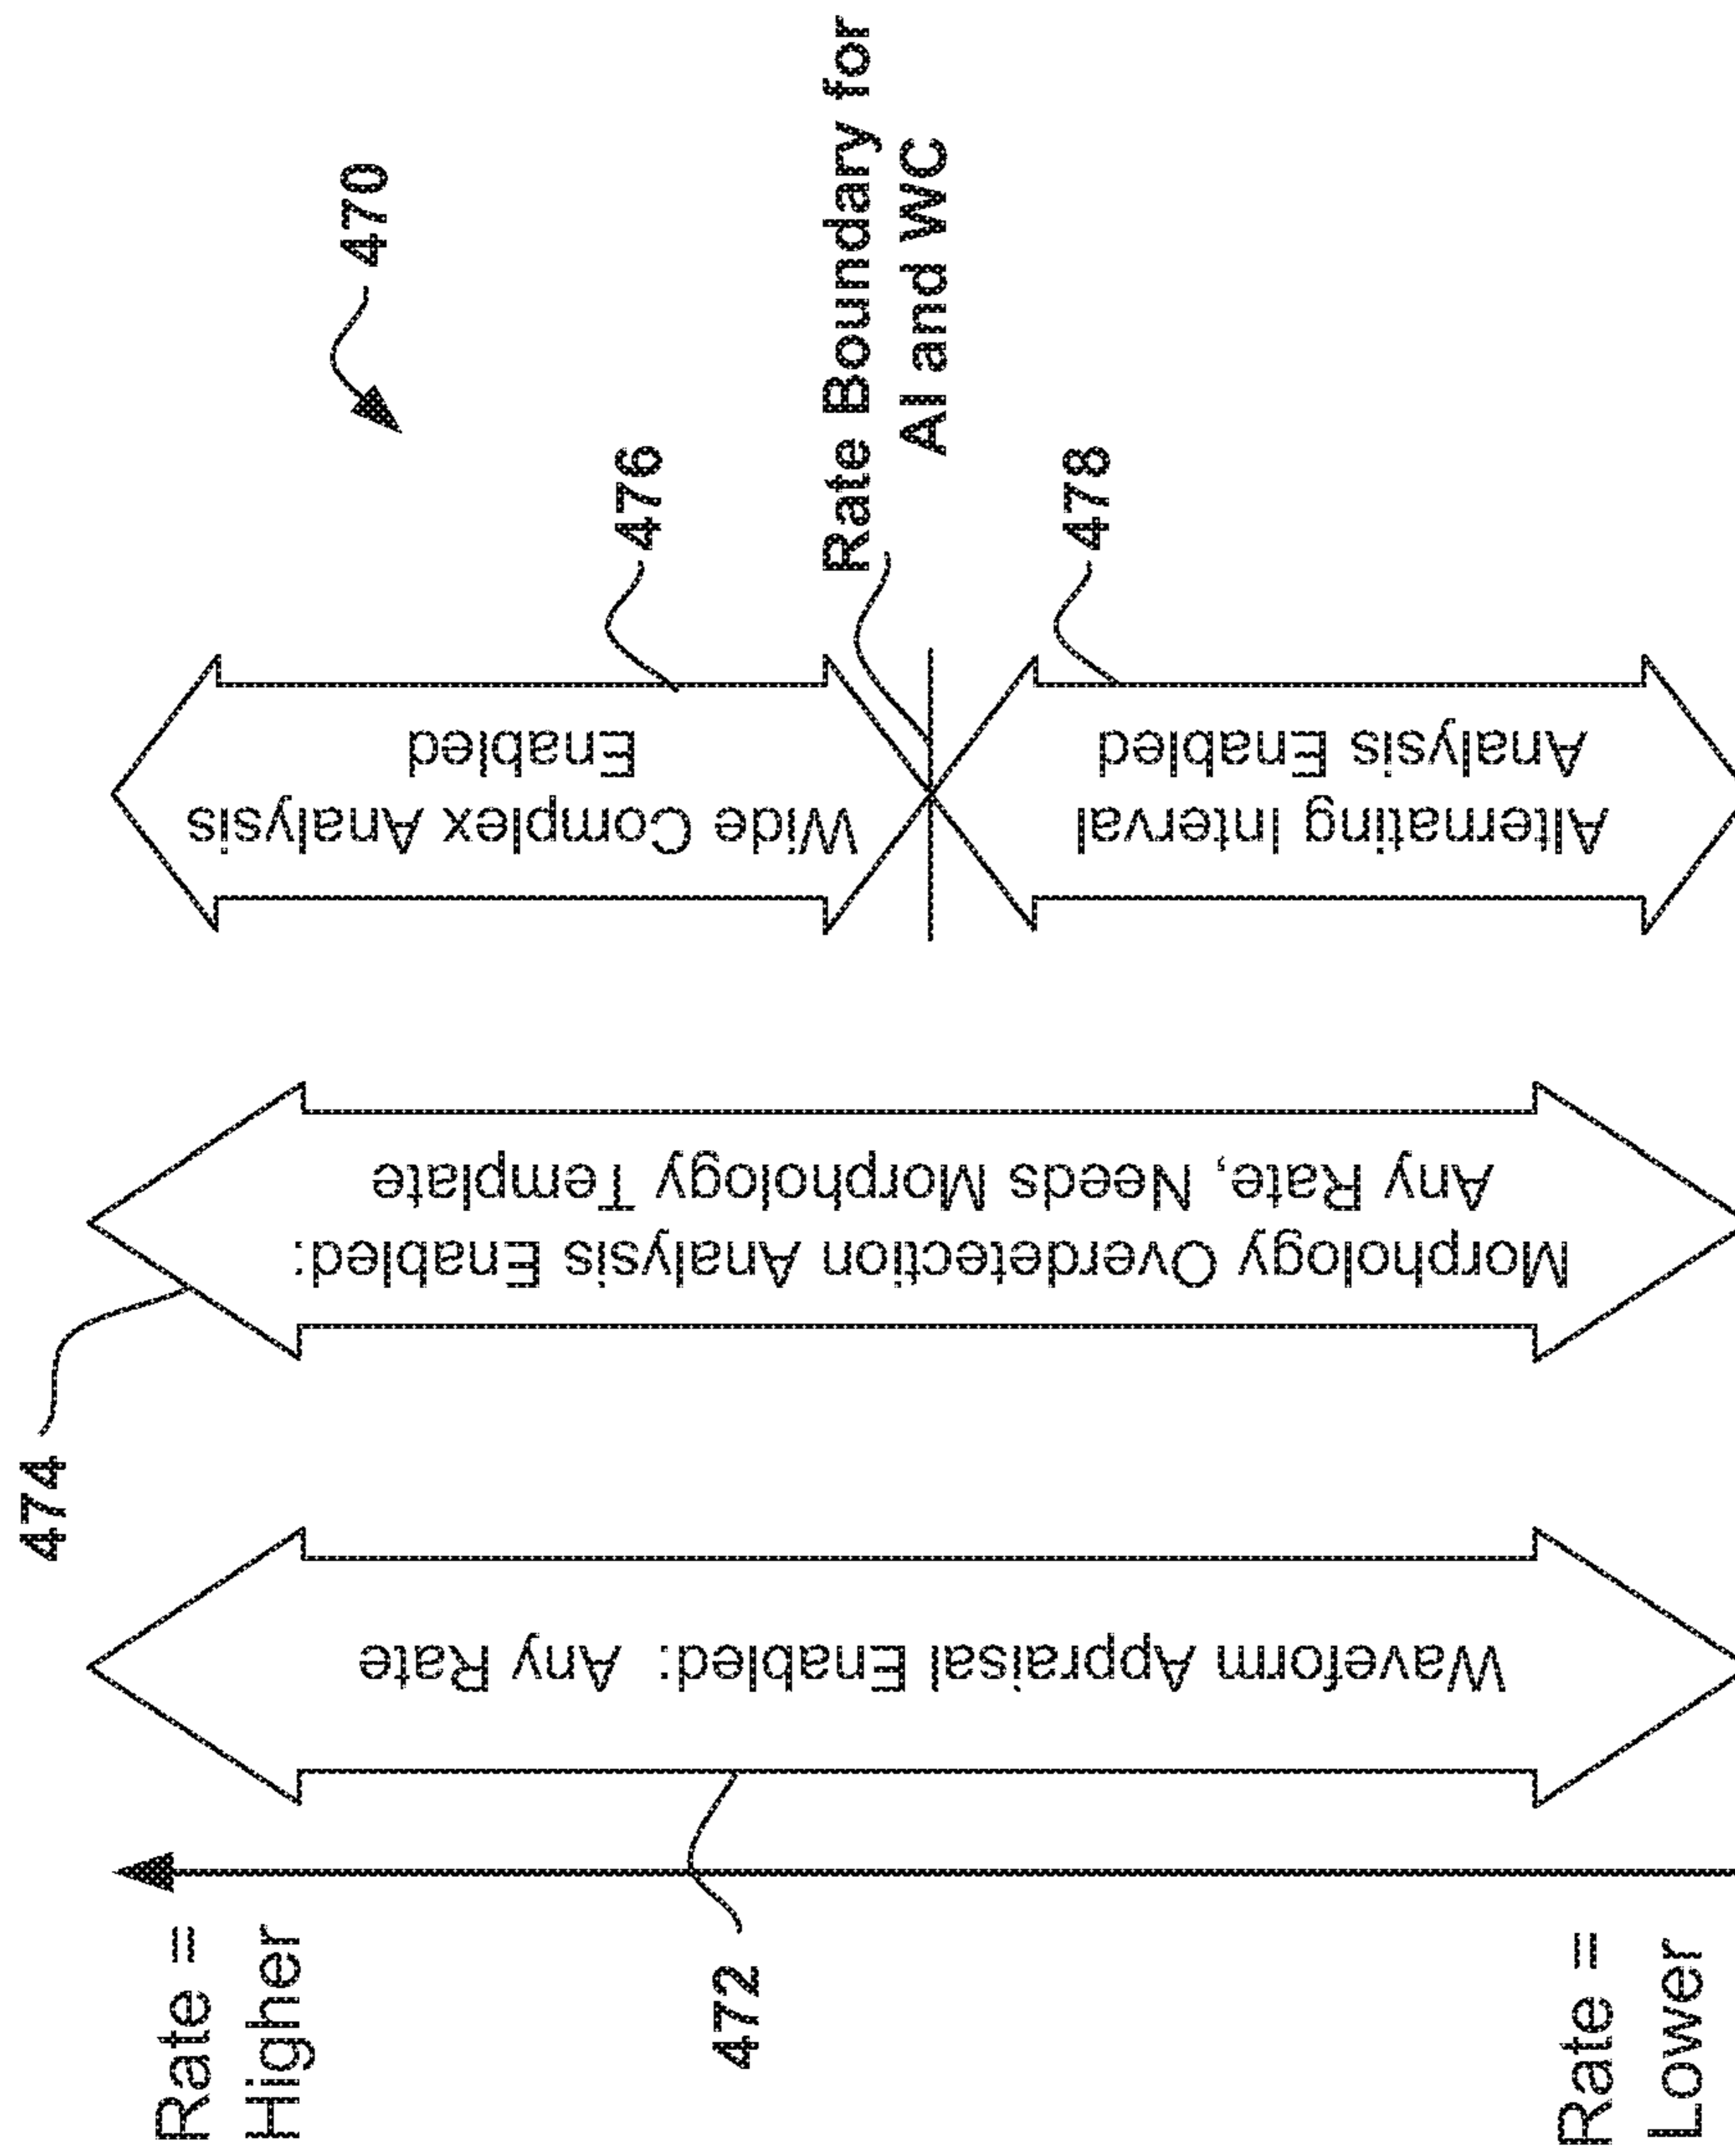 470
Rate =
Higher
472
Rate =
Lower
474
Waveform Appraisal Enabled: Any Rate
Morphology Overdetection Analysis Enabled:
Any Rate, Needs Morphology Template
Wide Complex Analysis
Enabled
476
Rate Boundary for
AI and WC
478
Alternating Interval
Analysis Enabled